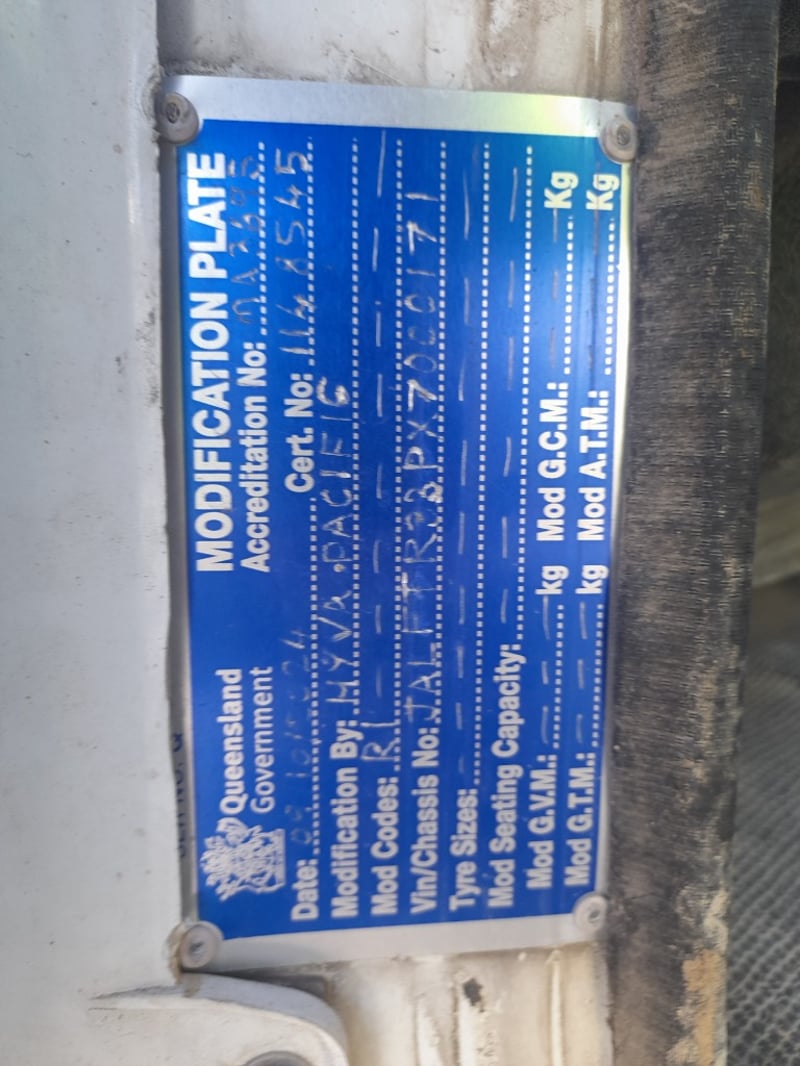 Queensland
Government
MODIFICATION PLATE
Accreditation No:
Date: Cert. No: 1148545
Modification By: HYVA PACIFIC
Mod Codes: R1
Vin/Chassis No: JALFTR33PX7000171
Tyre Sizes:
Mod Seating Capacity:
Mod G.V.M.: kg Mod G.C.M.: Kg
Mod G.T.M.: kg Mod A.T.M.: Kg